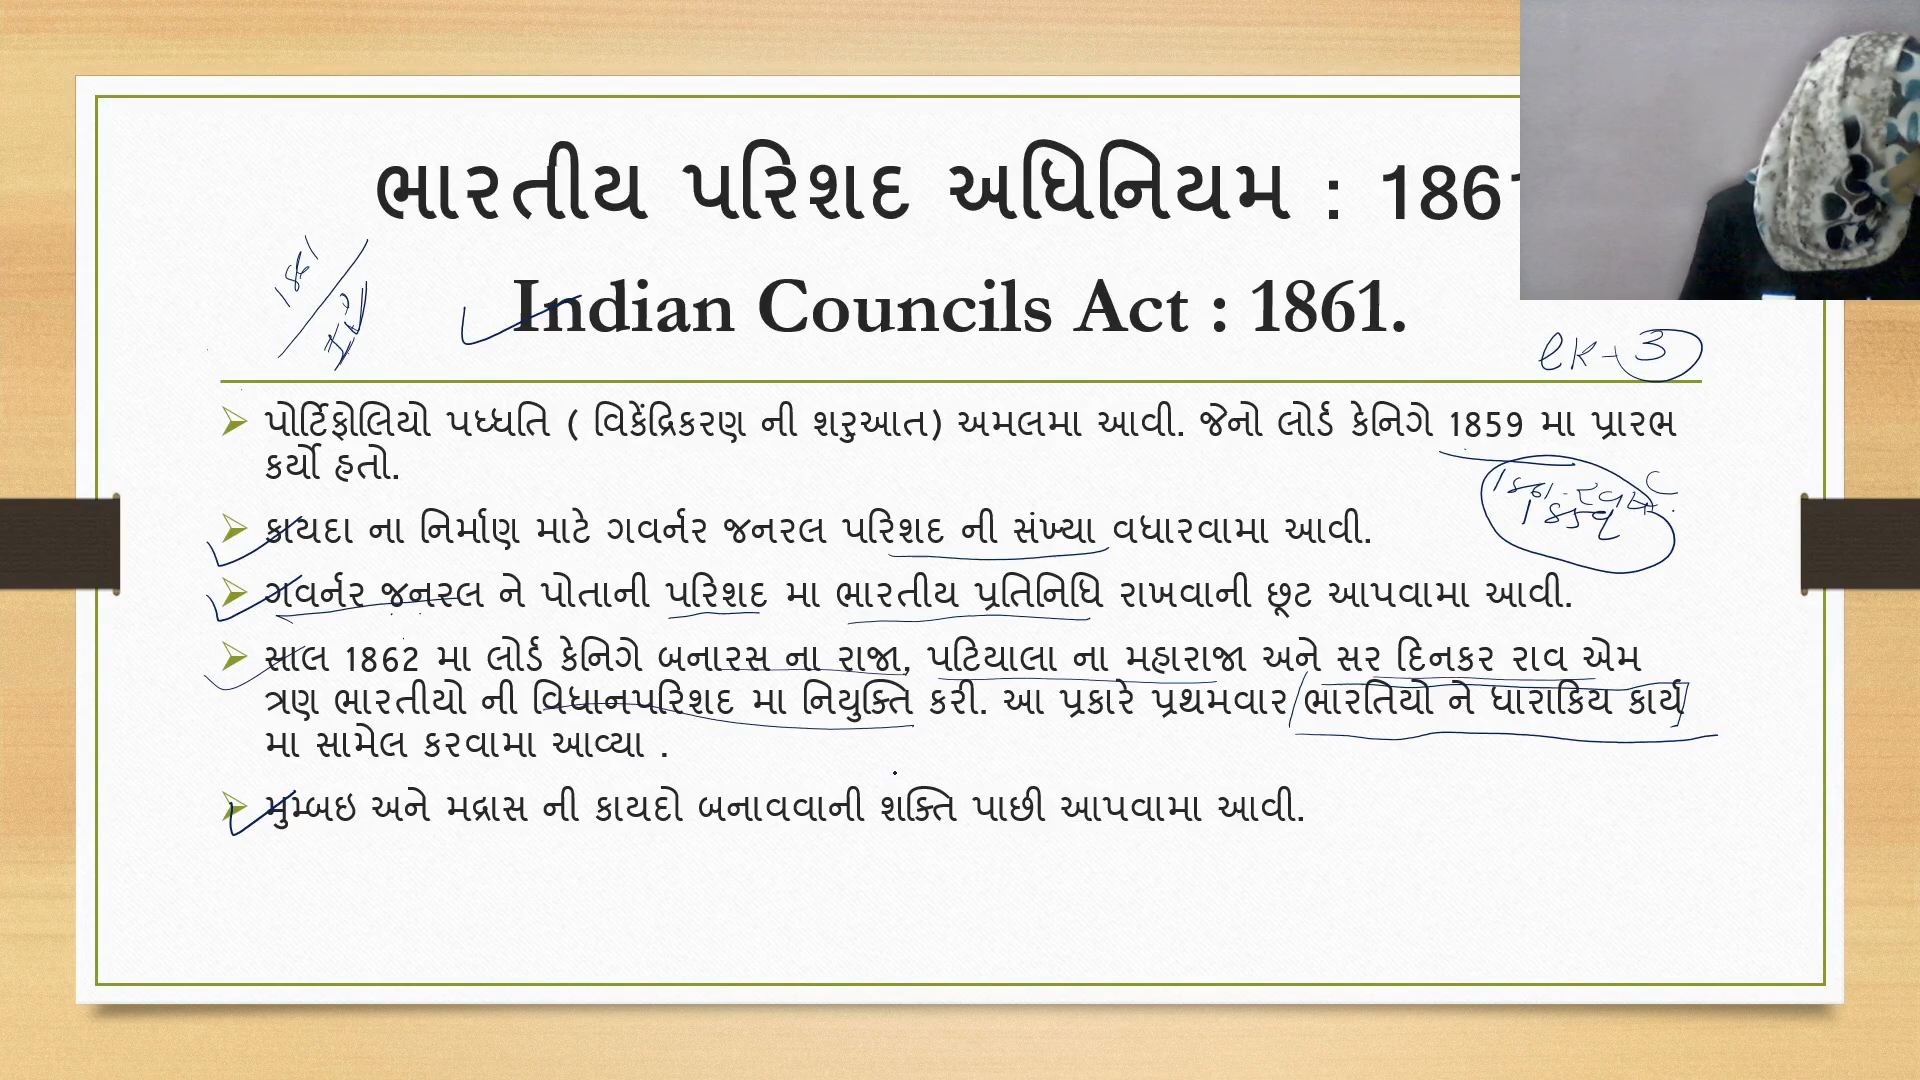 ભારતીય પરિશદ અધિનિયમ : 186
Indian Councils Act : 1861.
1861
lk-3
પોર્ટિફોલિયો પધ્ધતિ ( વિકેંદ્રિકરણ ની શરુઆત) અમલમા આવી. જેનો લોર્ડ કેનિગે 1859 મા પ્રારભ
કર્યો હતો.
કાયદા ના નિર્માણ માટે ગવર્નર જનરલ પરિશદ ની સંખ્યા વધારવામા આવી.
ગવર્નર જનરલ ને પોતાની પરિશદ મા ભારતીય પ્રતિનિધિ રાખવાની છૂટ આપવામા આવી.
સાલ 1862 મા લોર્ડ કેનિગે બનારસ ના રાજા, પટિયાલા ના મહારાજા અને સર દિનકર રાવ એમ
ત્રણ ભારતીયો ની વિધાનપરિશદ મા નિયુક્તિ કરી. આ પ્રકારે પ્રથમવાર ભારતિયો ને ધારાકિય કાર્ય
મા સામેલ કરવામા આવ્યા .
મુમ્બઇ અને મદ્રાસ ની કાયદો બનાવવાની શક્તિ પાછી આપવામા આવી.